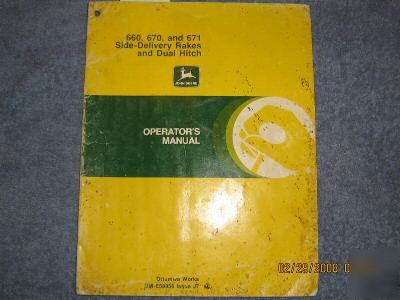 660, 670, and 671
Side-Delivery Rakes
and Dual Hitch
JOHN DEERE
OPERATOR'S
MANUAL
Ottumwa Works
Issue
02/29/2008